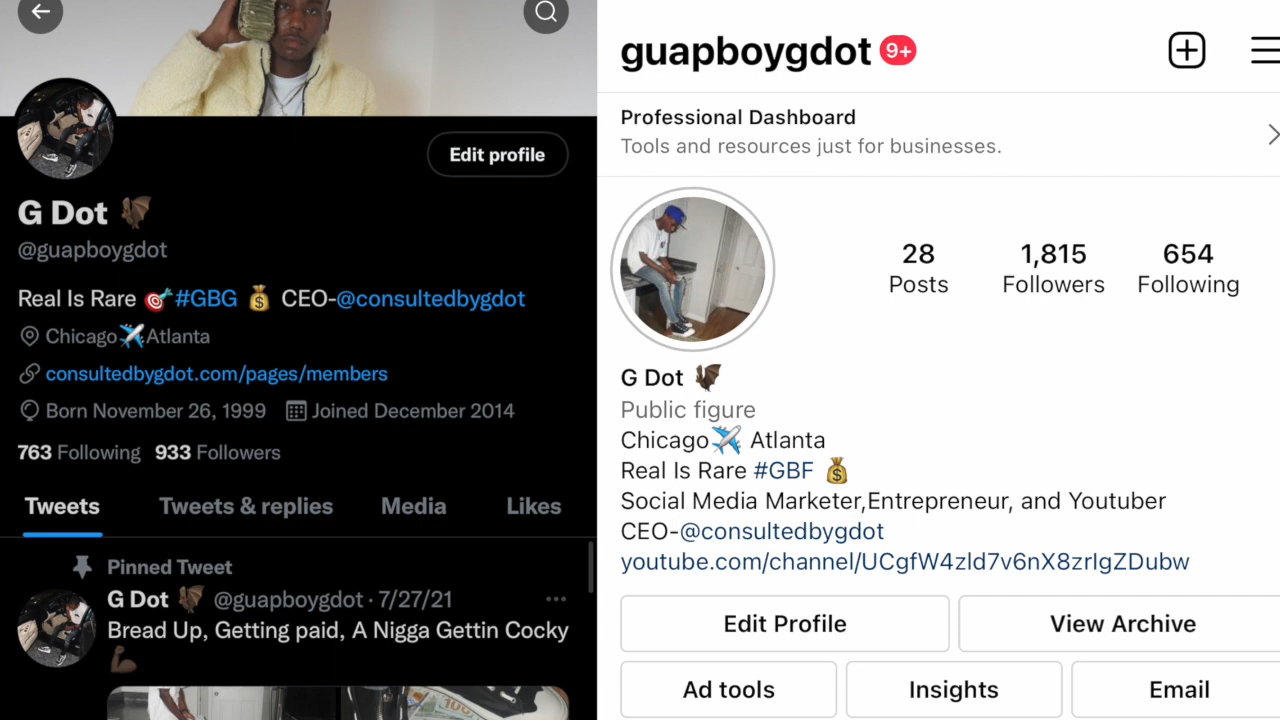 Edit profile
G Dot 🦇
@guapboygdot
Real Is Rare 🎯#GBG 💰 CEO-@consultedbygdot
Chicago✈️Atlanta
consultedbygdot.com/pages/members
Born November 26, 1999 Joined December 2014
763 Following 933 Followers
Tweets Tweets & replies Media Likes
Pinned Tweet
G Dot 🦇 @guapboygdot · 7/27/21 ···
Bread Up, Getting paid, A Nigga Gettin Cocky
💪🏿
guapboygdot 9+
Professional Dashboard
Tools and resources just for businesses.
28 1,815 654
Posts Followers Following
G Dot 🦇
Public figure
Chicago✈️ Atlanta
Real Is Rare #GBF 💰
Social Media Marketer,Entrepreneur, and Youtuber
CEO-@consultedbygdot
youtube.com/channel/UCgfW4zld7v6nX8zrIgZDubw
Edit Profile View Archive
Ad tools Insights Email